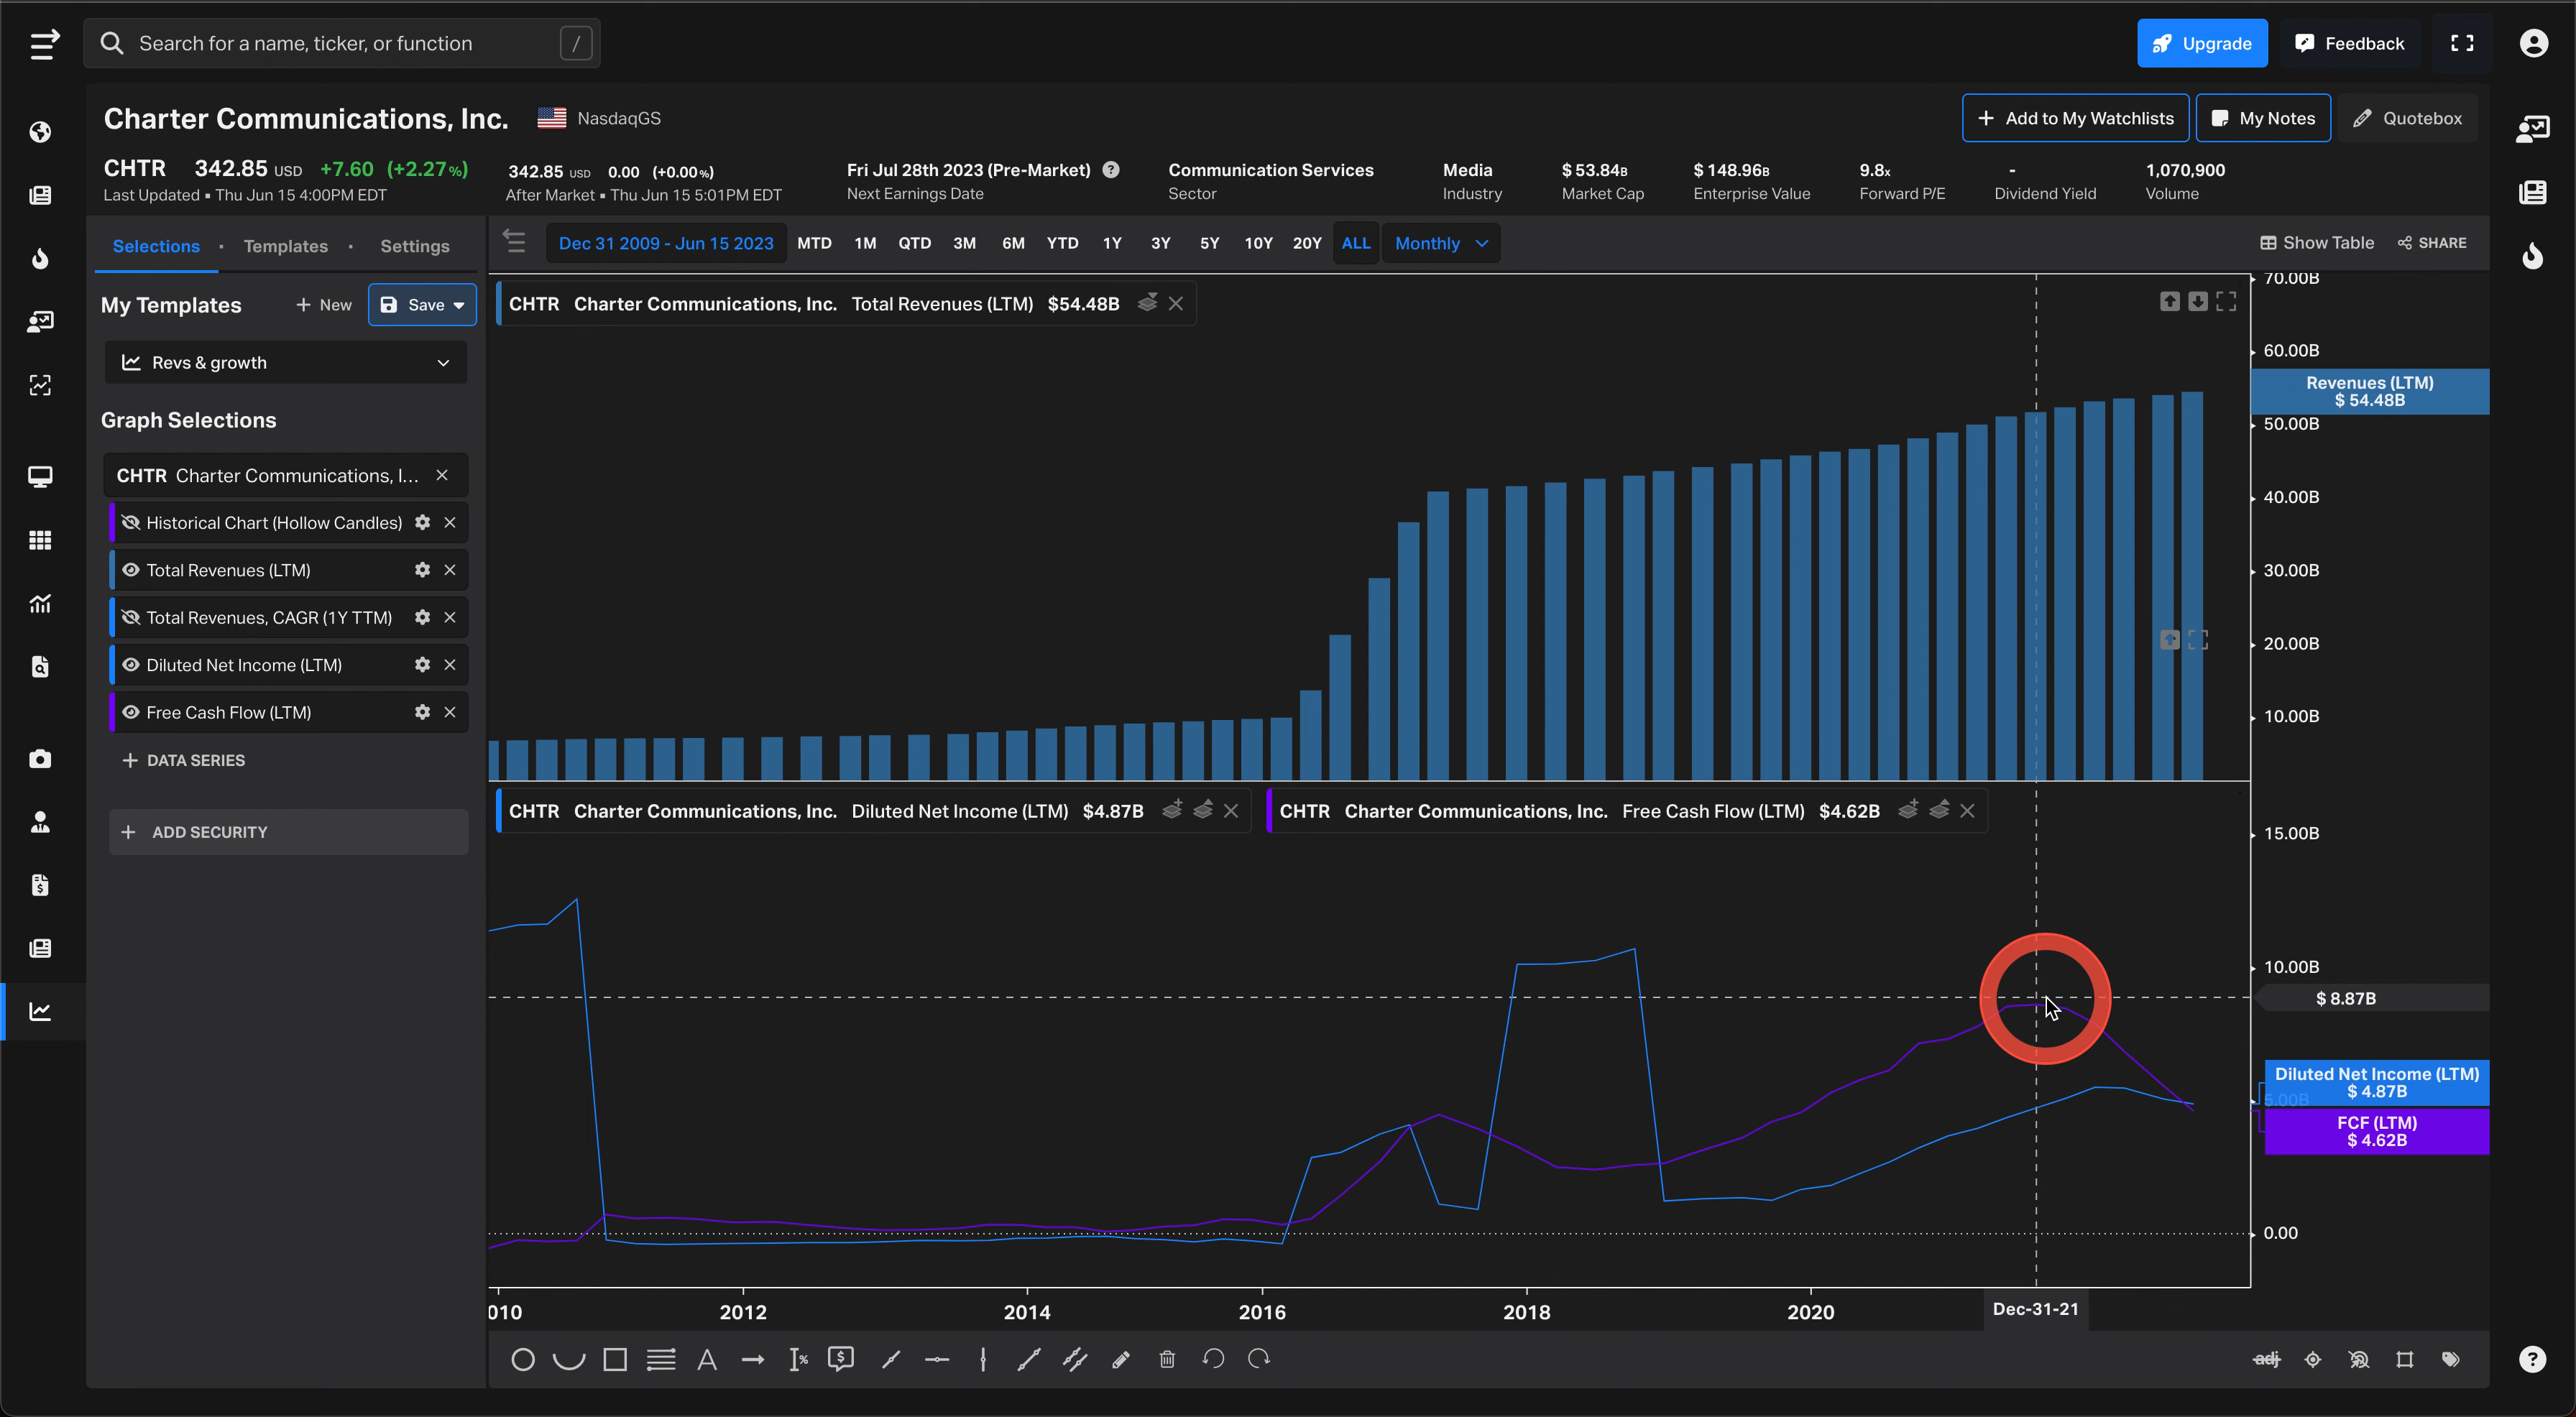 Search for a name, ticker, or function /
Upgrade
Feedback
Charter Communications, Inc. NasdaqGS
+ Add to My Watchlists
My Notes
Quotebox
CHTR 342.85 USD +7.60 (+2.27%)
Last Updated ▪ Thu Jun 15 4:00PM EDT
342.85 USD 0.00 (+0.00%)
After Market ▪ Thu Jun 15 5:01PM EDT
Fri Jul 28th 2023 (Pre-Market) ?
Next Earnings Date
Communication Services
Sector
Media
Industry
$ 53.84B
Market Cap
$ 148.96B
Enterprise Value
9.8x
Forward P/E
-
Dividend Yield
1,070,900
Volume
Selections · Templates · Settings
Dec 31 2009 - Jun 15 2023 MTD 1M QTD 3M 6M YTD 1Y 3Y 5Y 10Y 20Y ALL Monthly
Show Table SHARE
My Templates + New Save
Revs & growth
Graph Selections
CHTR Charter Communications, I...
Historical Chart (Hollow Candles)
Total Revenues (LTM)
Total Revenues, CAGR (1Y TTM)
Diluted Net Income (LTM)
Free Cash Flow (LTM)
+ DATA SERIES
+ ADD SECURITY
CHTR Charter Communications, Inc. Total Revenues (LTM) $54.48B
70.00B
60.00B
Revenues (LTM)
$ 54.48B
50.00B
40.00B
30.00B
20.00B
10.00B
CHTR Charter Communications, Inc. Diluted Net Income (LTM) $4.87B
CHTR Charter Communications, Inc. Free Cash Flow (LTM) $4.62B
15.00B
10.00B
$ 8.87B
Diluted Net Income (LTM)
$ 4.87B
5.00B
FCF (LTM)
$ 4.62B
0.00
010 2012 2014 2016 2018 2020 Dec-31-21
A
%
$
adj
?